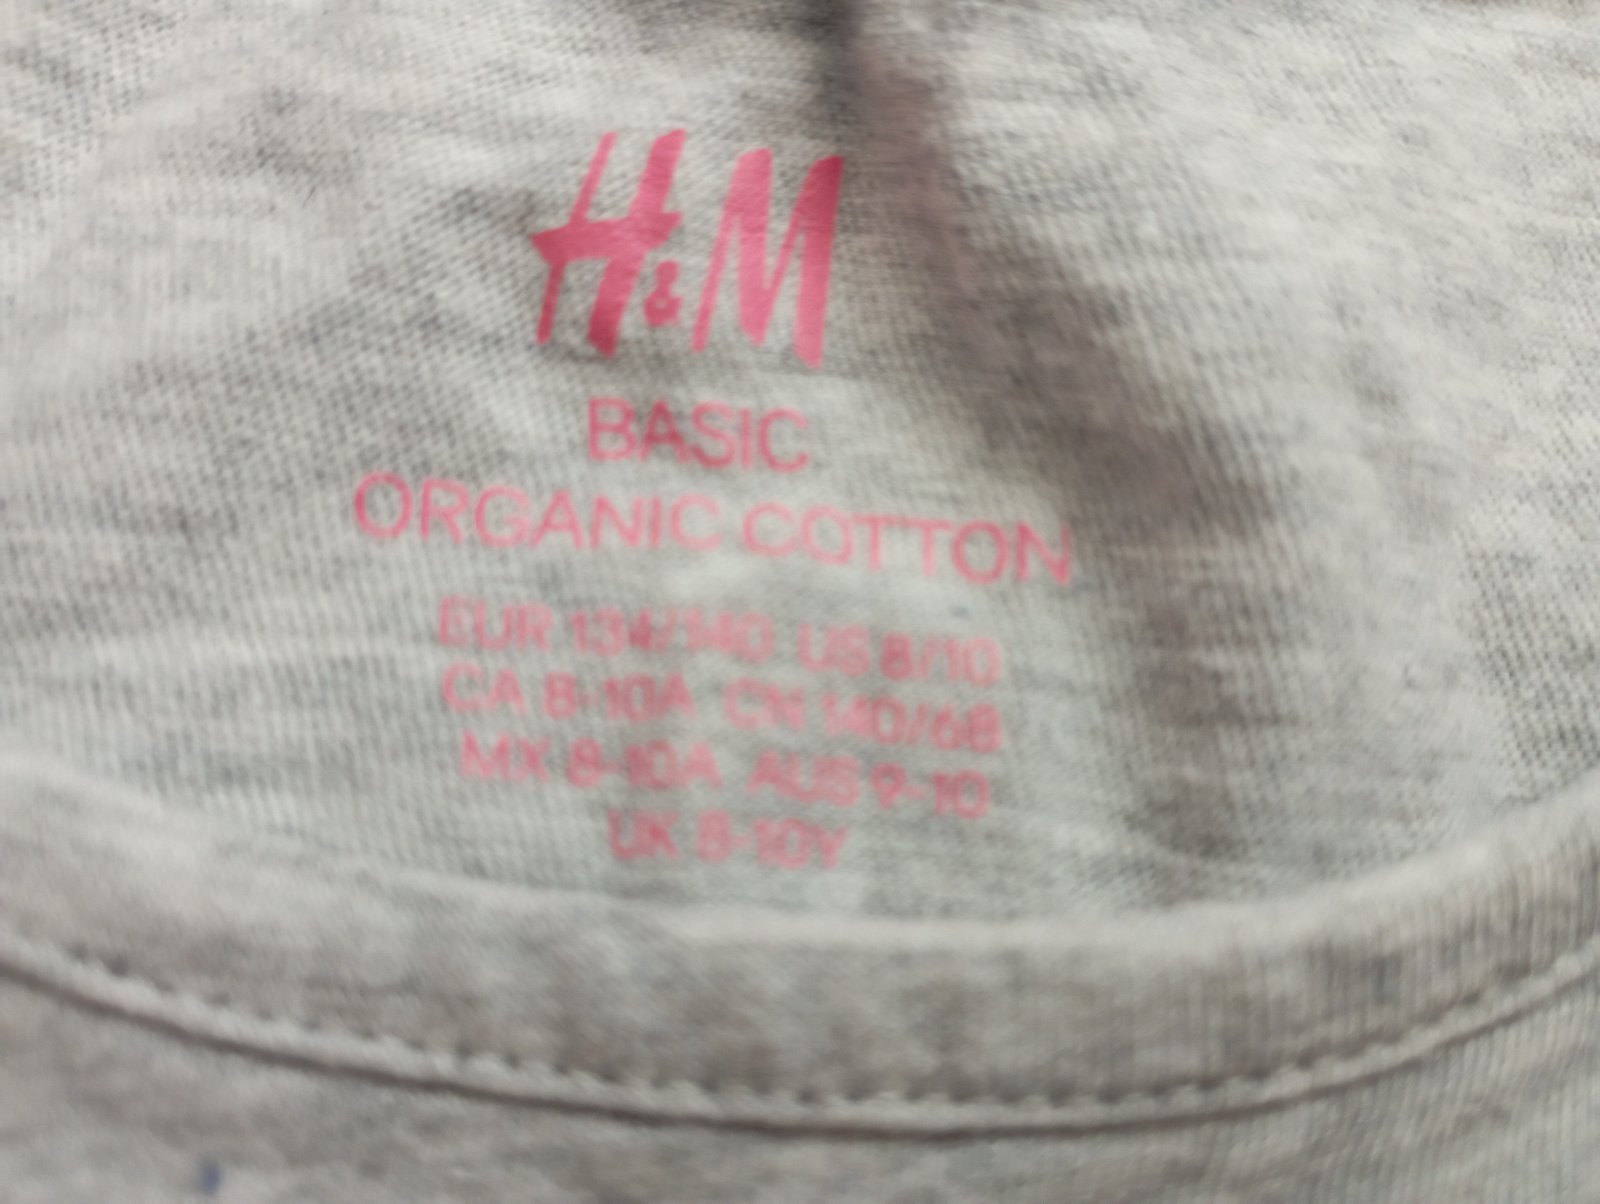 H&M
BASIC
ORGANIC COTTON
EUR 134/140 US 8/10
CA 8-10A CN 140/68
MX 8-10A AUS 9-10
UK 8-10Y